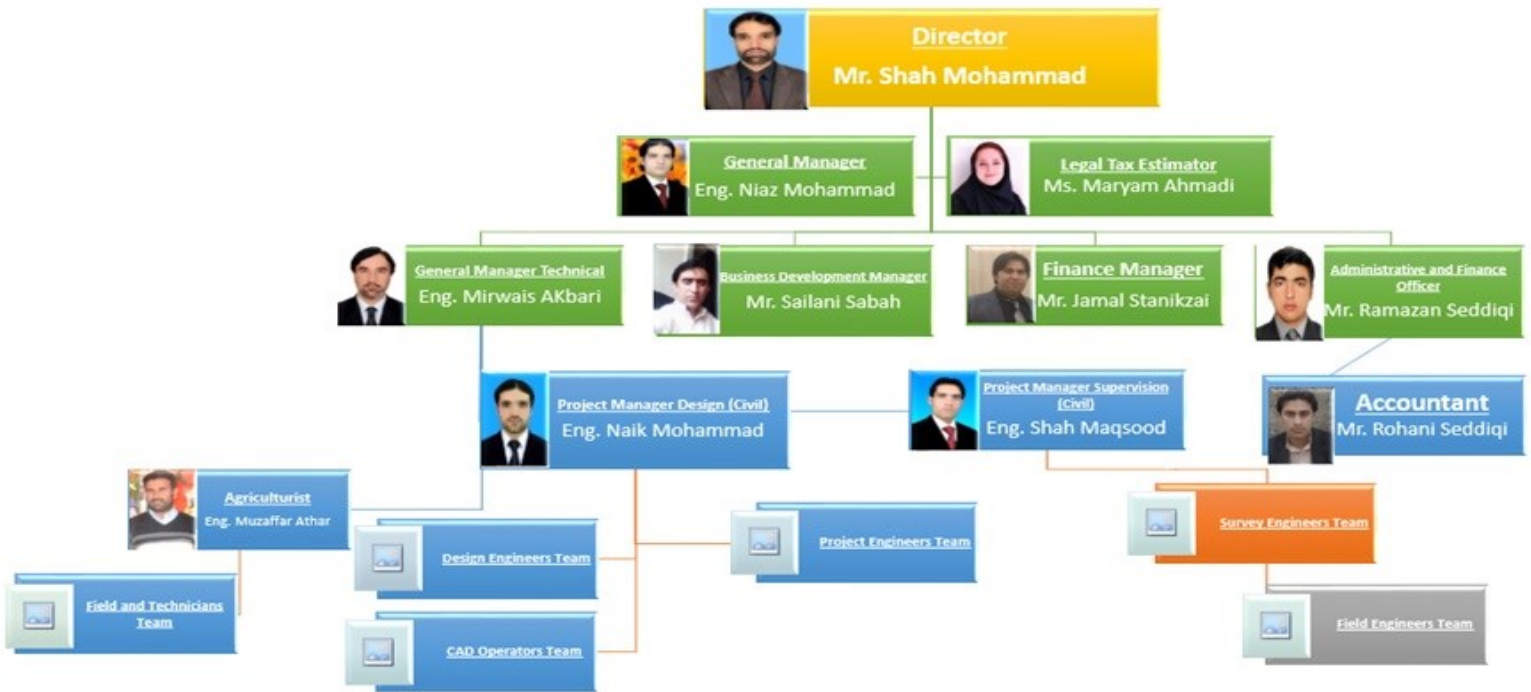 Director
Mr. Shah Mohammad
General Manager
Eng. Niaz Mohammad
Legal Tax Estimator
Ms. Maryam Ahmadi
General Manager Technical
Eng. Mirwais AKbari
Business Development Manager
Mr. Sailani Sabah
Finance Manager
Mr. Jamal Stanikzai
Administrative and Finance
Officer
Mr. Ramazan Seddiqi
Project Manager Design (Civil)
Eng. Naik Mohammad
Project Manager Supervision
(Civil)
Eng. Shah Maqsood
Accountant
Mr. Rohani Seddiqi
Agriculturist
Eng. Muzaffar Athar
Design Engineers Team
Project Engineers Team
Survey Engineers Team
Field and Technicians
Team
CAD Operators Team
Field Engineers Team